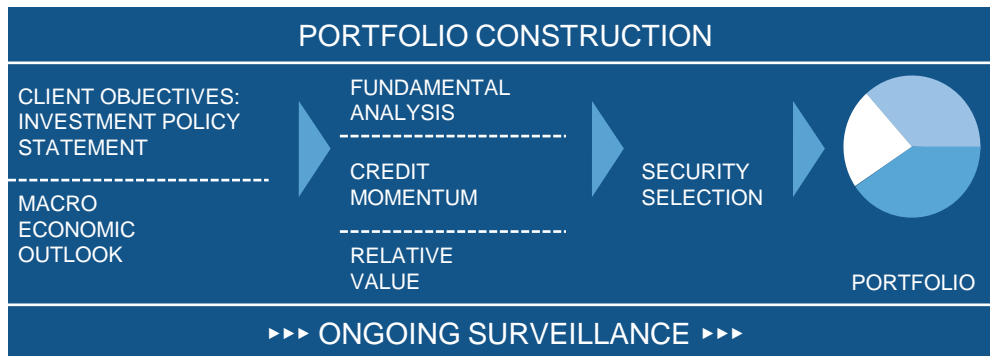 PORTFOLIO CONSTRUCTION
CLIENT OBJECTIVES:
INVESTMENT POLICY
STATEMENT
MACRO
ECONOMIC
OUTLOOK
FUNDAMENTAL
ANALYSIS
CREDIT
MOMENTUM
RELATIVE
VALUE
SECURITY
SELECTION
PORTFOLIO
ONGOING SURVEILLANCE